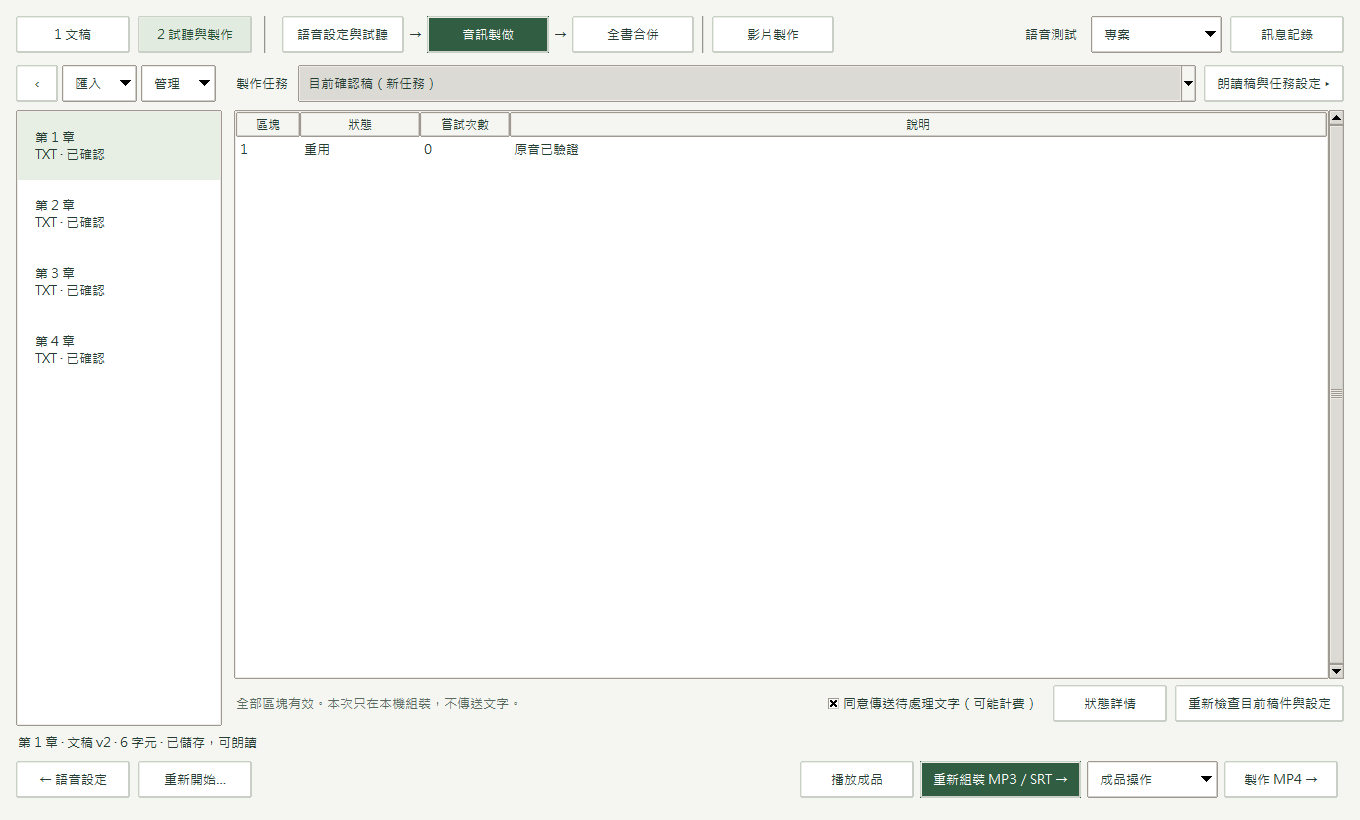 1 文稿
2 試聽與製作
語音設定與試聽
→
音訊製做
→
全書合併
影片製作
語音測試
專案
訊息記錄
‹
匯入
管理
製作任務
目前確認稿（新任務）
朗讀稿與任務設定 ▸
第 1 章
TXT · 已確認
第 2 章
TXT · 已確認
第 3 章
TXT · 已確認
第 4 章
TXT · 已確認
區塊 狀態 嘗試次數 說明
1 重用 0 原音已驗證
全部區塊有效。本次只在本機組裝，不傳送文字。
同意傳送待處理文字（可能計費）
狀態詳情
重新檢查目前稿件與設定
第 1 章 · 文稿 v2 · 6 字元 · 已儲存，可朗讀
← 語音設定
重新開始...
播放成品
重新組裝 MP3 / SRT →
成品操作
製作 MP4 →